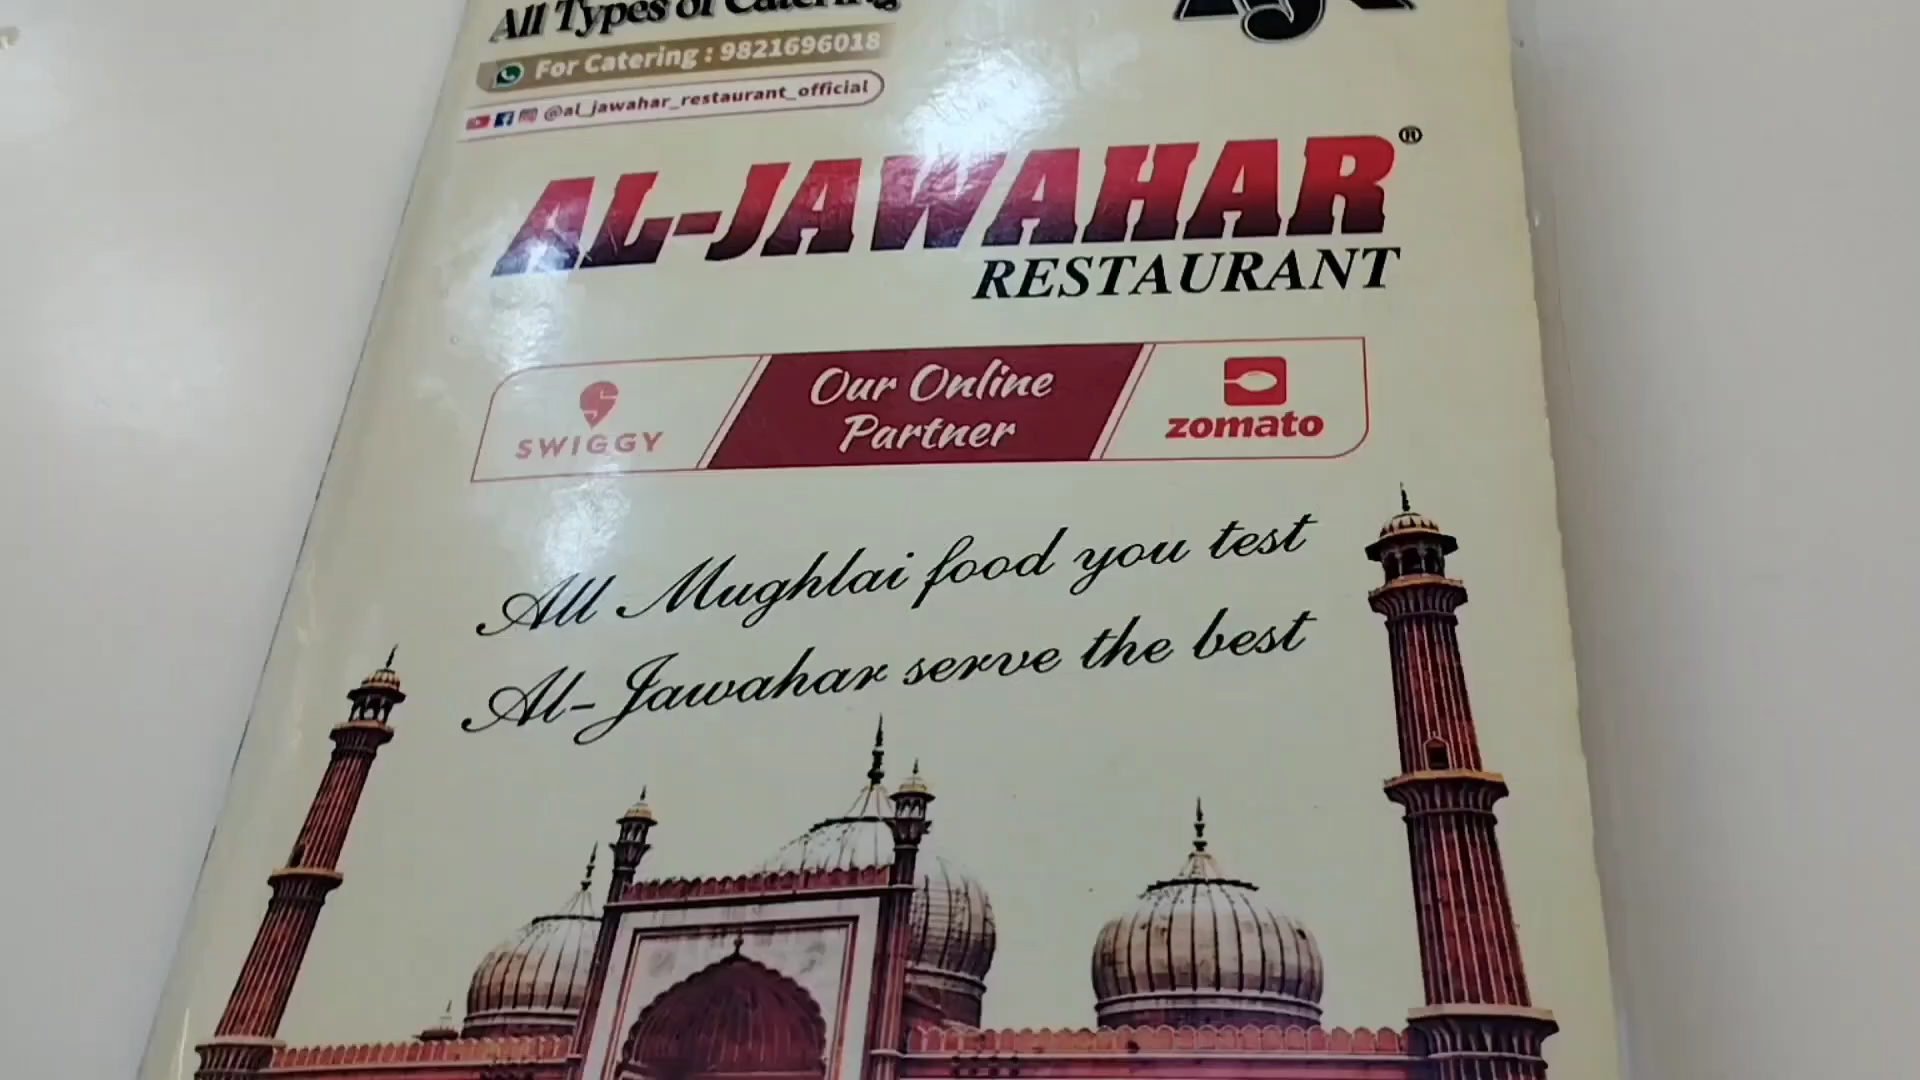 All Types of Catering
For Catering : 9821696018
@al_jawahar_restaurant_official
AL-JAWAHAR®
RESTAURANT
SWIGGY
Our Online
Partner
zomato
All Mughlai food you test
Al-Jawahar serve the best